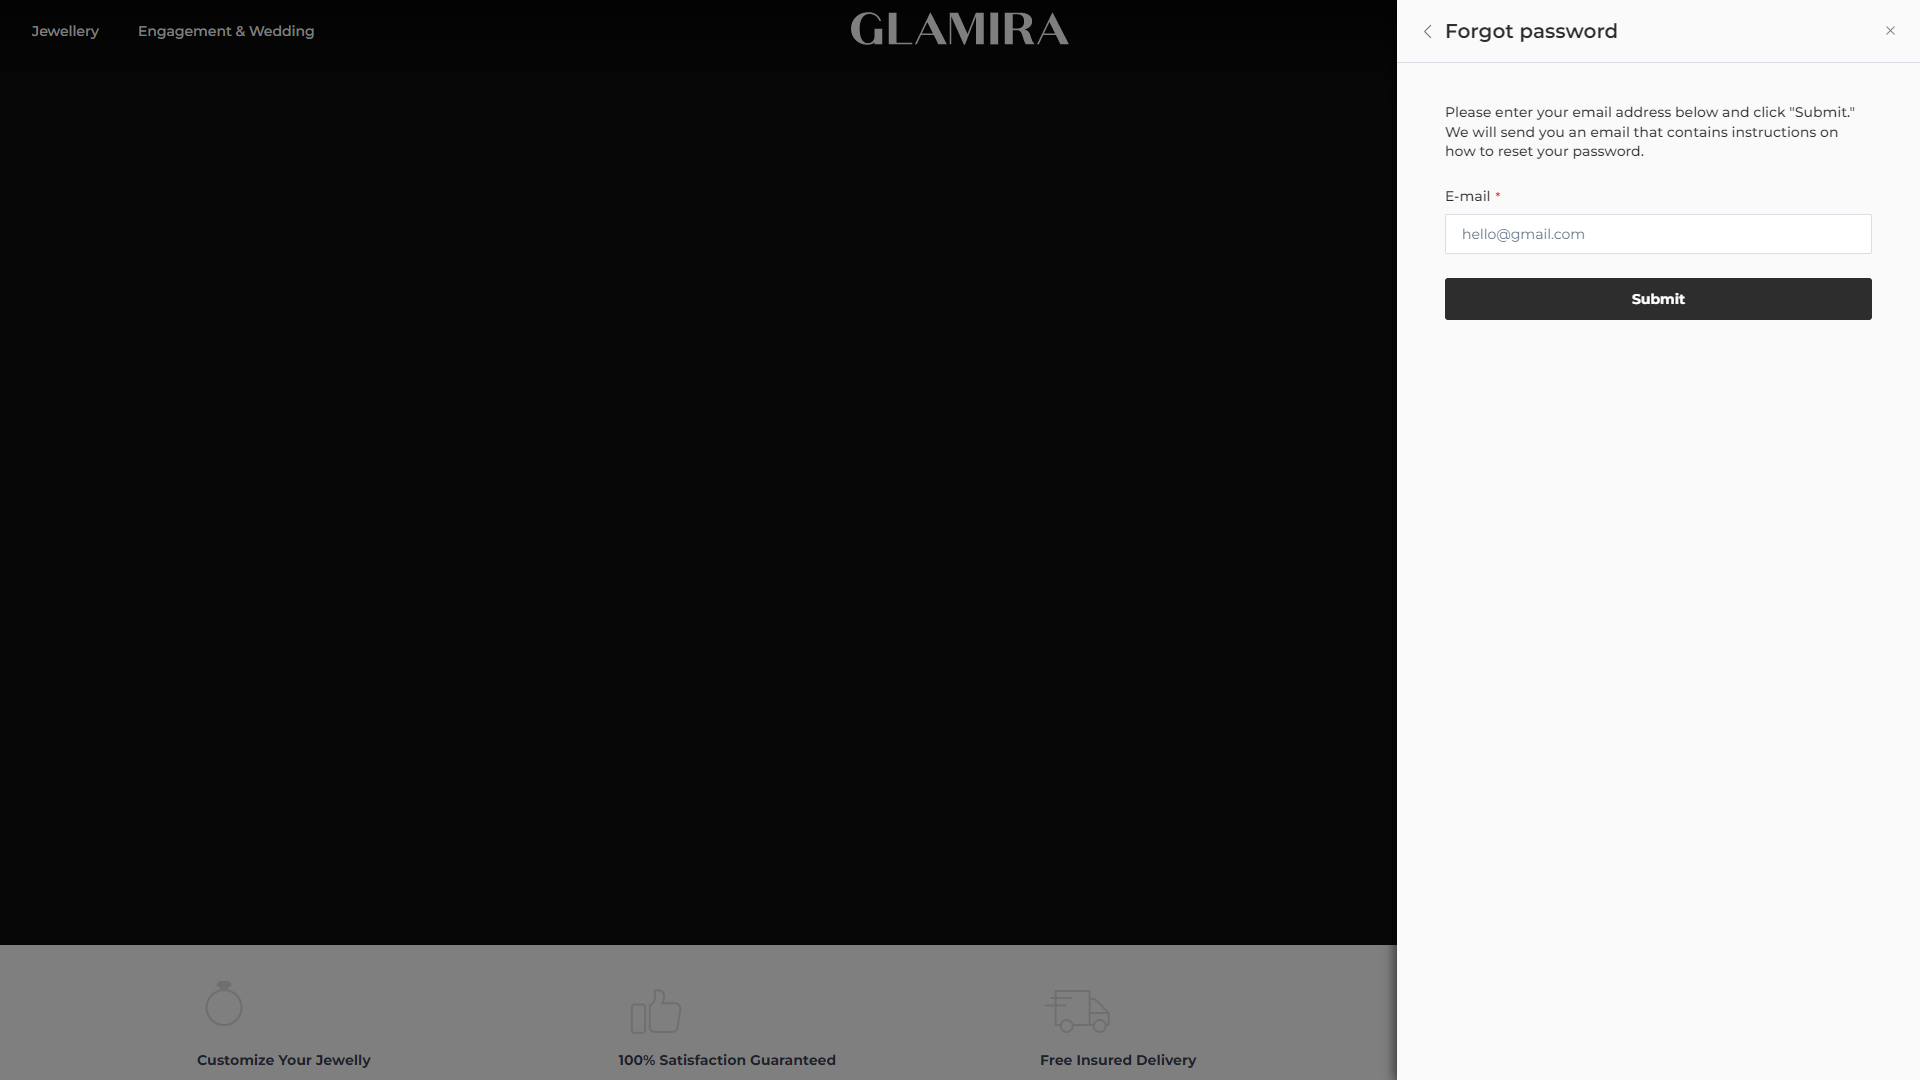 Jewellery
Engagement & Wedding
GLAMIRA
Forgot password
Please enter your email address below and click "Submit."
We will send you an email that contains instructions on
how to reset your password.
E-mail *
hello@gmail.com
Submit
Customize Your Jewelly
100% Satisfaction Guaranteed
Free Insured Delivery